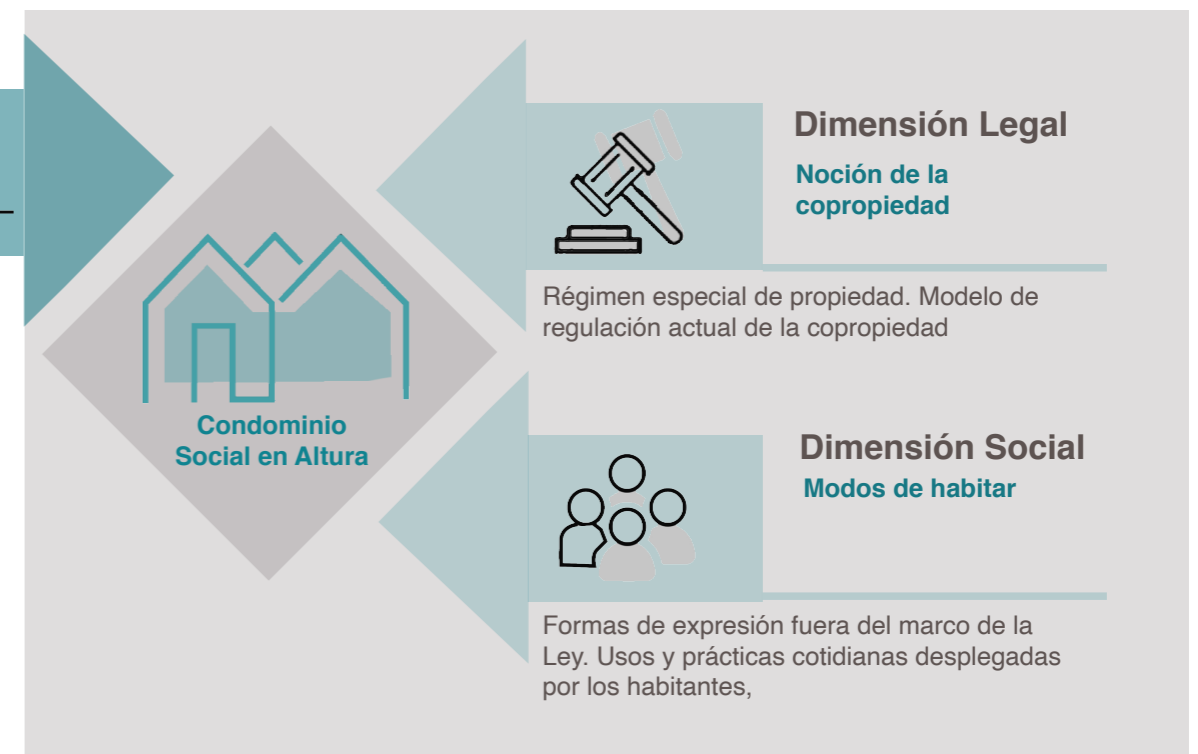 Condominio
Social en Altura
Dimensión Legal
Noción de la
copropiedad
Régimen especial de propiedad. Modelo de
regulación actual de la copropiedad
Dimensión Social
Modos de habitar
Formas de expresión fuera del marco de la
Ley. Usos y prácticas cotidianas desplegadas
por los habitantes,